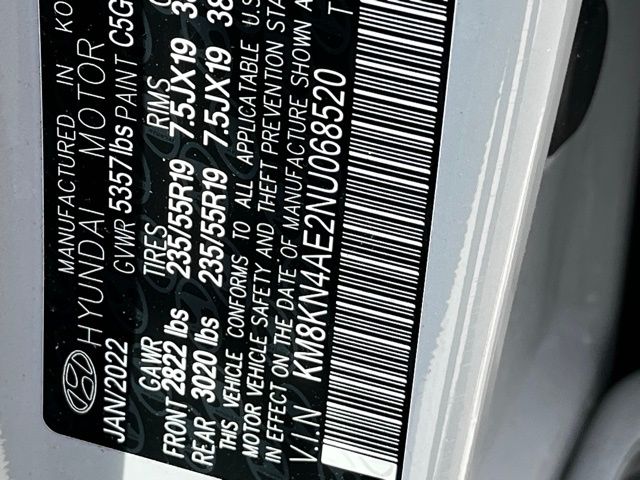 MANUFACTURED IN KO
HYUNDAI MOTOR
JAN/2022 GVWR 5357lbs PAINT C5G
GAWR TIRES RIMS
FRONT 2822 lbs 235/55R19 7.5JX19
REAR 3020 lbs 235/55R19 7.5JX19 38
THIS VEHICLE CONFORMS TO ALL APPLICABLE U.S
MOTOR VEHICLE SAFETY AND THEFT PREVENTION STA
IN EFFECT ON THE DATE OF MANUFACTURE SHOWN A
V.I.N KM8KN4AE2NU068520 T